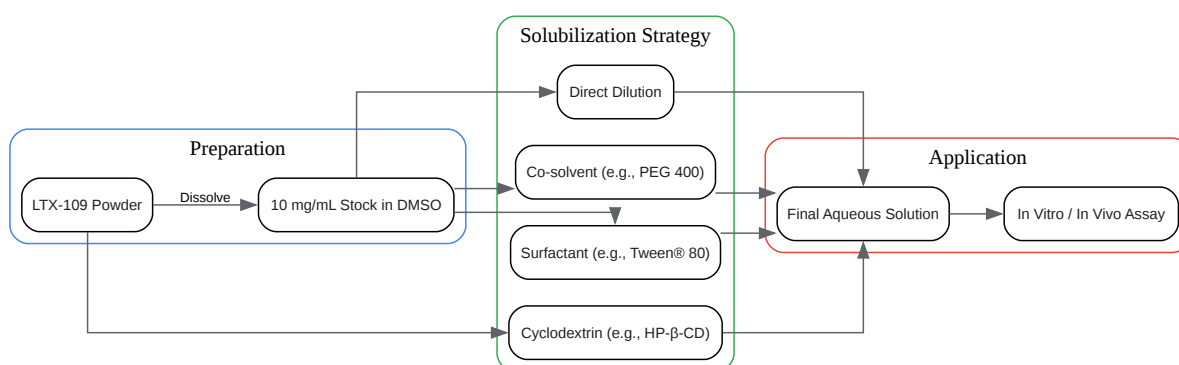 Solubilization Strategy
Direct Dilution
Preparation
Application
Co-solvent (e.g., PEG 400)
LTX-109 Powder
Dissolve
10 mg/mL Stock in DMSO
Final Aqueous Solution
In Vitro / In Vivo Assay
Surfactant (e.g., Tween® 80)
Cyclodextrin (e.g., HP-β-CD)